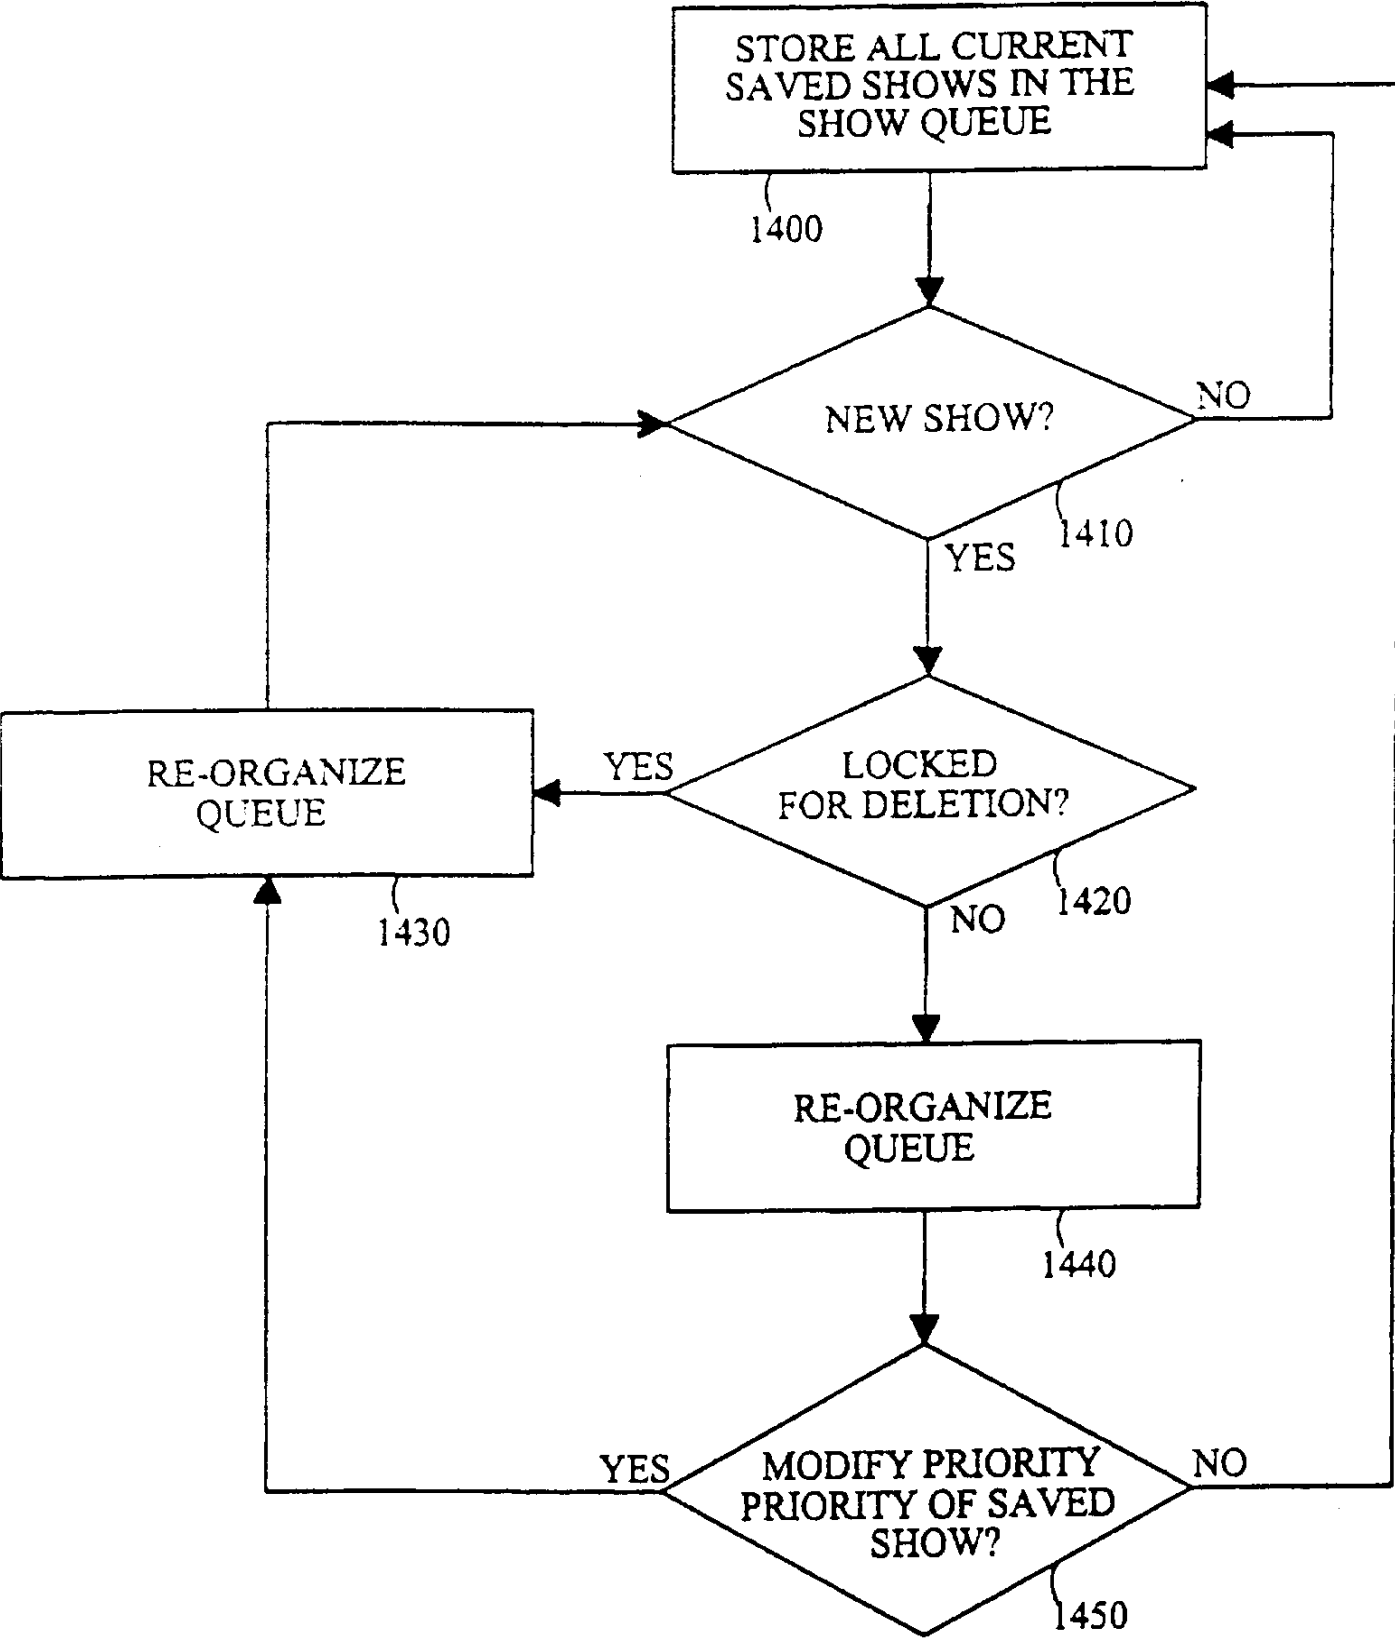 STORE ALL CURRENT
SAVED SHOWS IN THE
SHOW QUEUE
1400
NEW SHOW?
NO
1410
YES
LOCKED
FOR DELETION?
YES
RE-ORGANIZE
QUEUE
1420
NO
1430
RE-ORGANIZE
QUEUE
1440
MODIFY PRIORITY
PRIORITY OF SAVED
SHOW?
YES
NO
1450